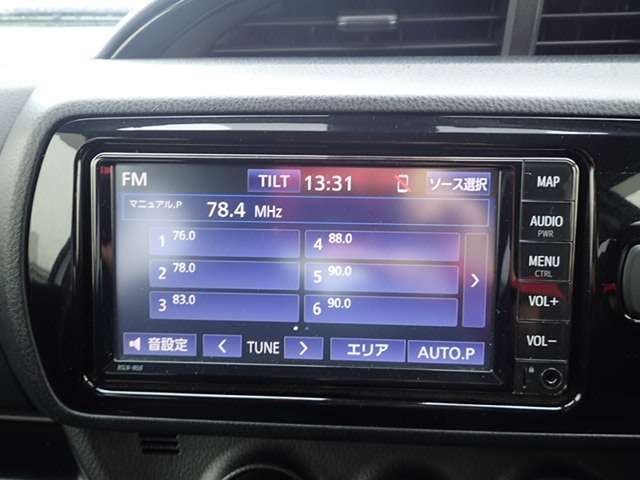 FM TILT 13:31 ソース選択
マニュアル.P 78.4 MHz
1 76.0
2 78.0
3 83.0
4 88.0
5 90.0
6 90.0
>
音設定 < TUNE > エリア AUTO.P
MAP
AUDIO
PWR
MENU
CTRL
VOL+
VOL-